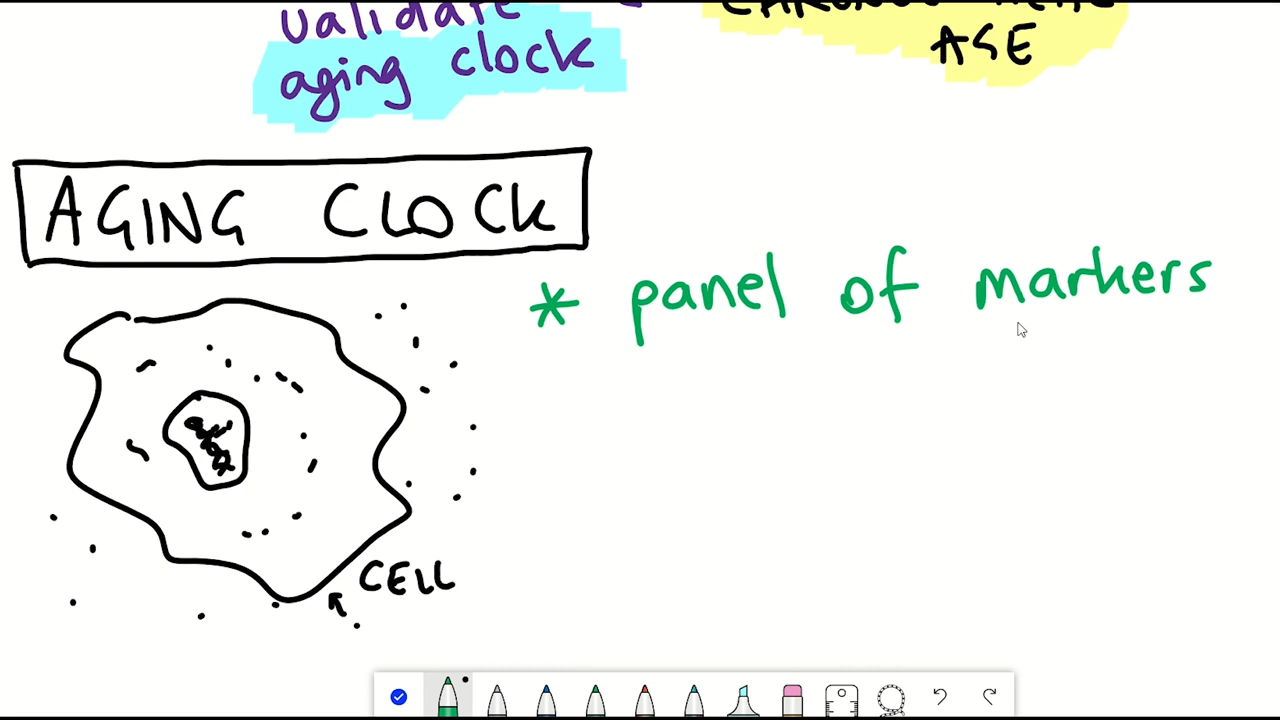 validate
aging clock
AGE
AGING CLOCK
* panel of markers
CELL